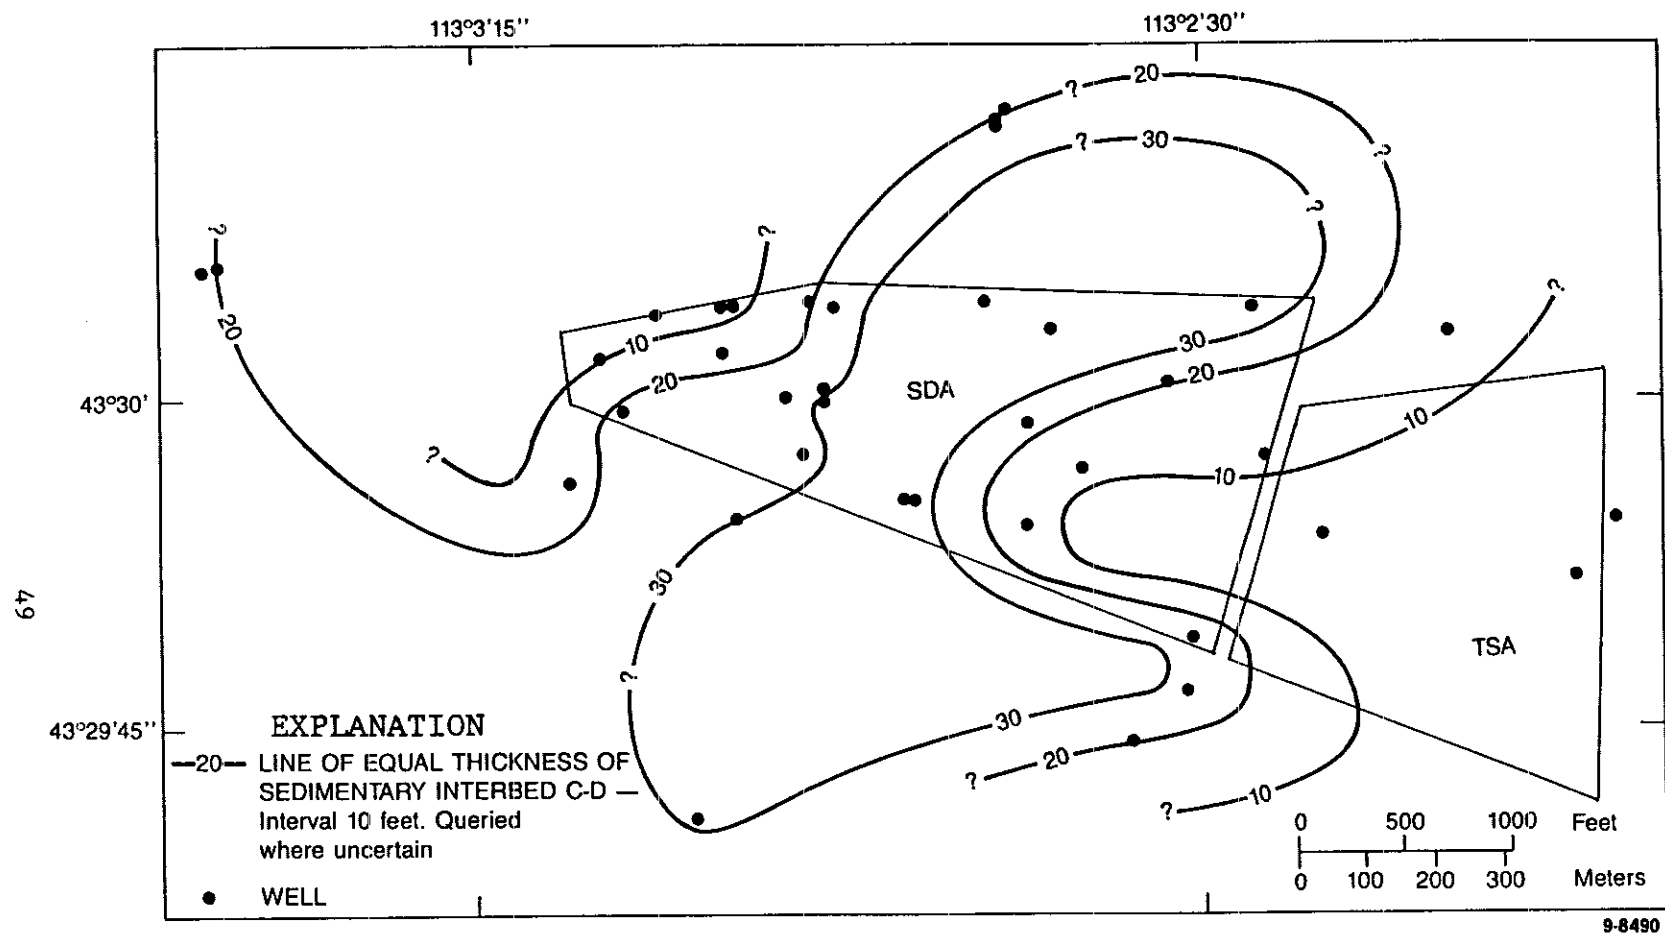 113°3'15" 113°2'30"
? 20
? 30 ?
?
? ? ?
20 10 30
20 20
43°30' SDA 10
? 10
30
49
TSA
?
43°29'45" EXPLANATION 30
—20— LINE OF EQUAL THICKNESS OF ? 20
SEDIMENTARY INTERBED C-D —
Interval 10 feet. Queried ? 10
where uncertain
0 500 1000 Feet
0 100 200 300 Meters
WELL
9-8490